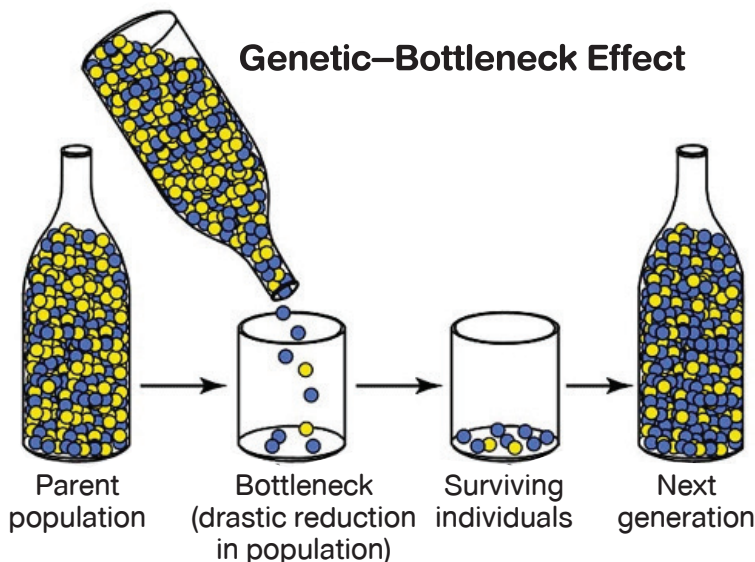 Genetic–Bottleneck Effect
Parent
population
Bottleneck
(drastic reduction
in population)
Surviving
individuals
Next
generation